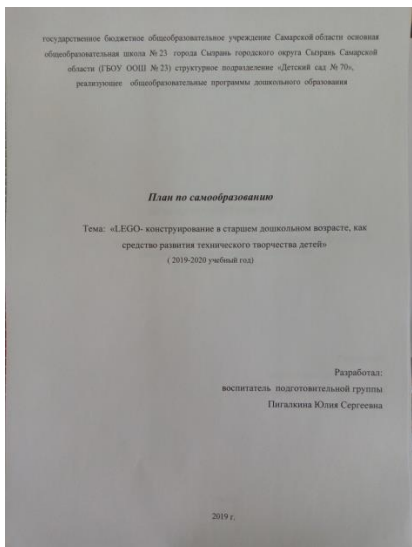 государственное бюджетное общеобразовательное учреждение Самарской области основная
общеобразовательная школа № 23 города Сызрань городского округа Сызрань Самарской
области (ГБОУ ООШ № 23) структурное подразделение «Детский сад № 70»,
реализующее общеобразовательные программы дошкольного образования
План по самообразованию
Тема: «LEGO- конструирование в старшем дошкольном возрасте, как
средство развития технического творчества детей»
( 2019-2020 учебный год)
Разработал:
воспитатель подготовительной группы
Пигалкина Юлия Сергеевна
2019 г.